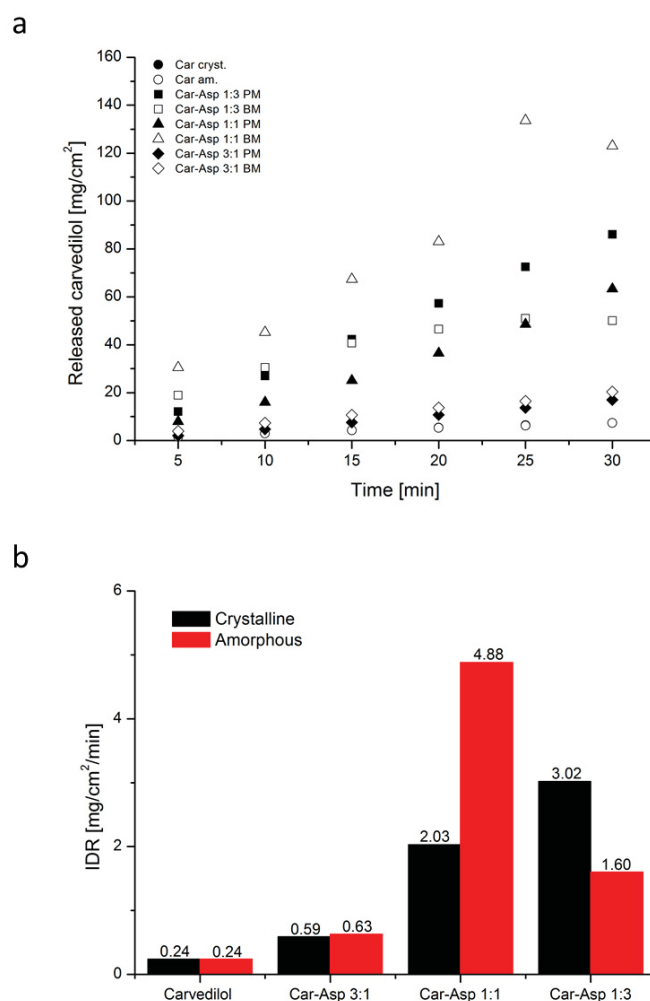 a
160
140
120
100
80
60
40
20
0
Released carvedilol [mg/cm²]
Car cryst.
Car am.
Car-Asp 1:3 PM
Car-Asp 1:3 BM
Car-Asp 1:1 PM
Car-Asp 1:1 BM
Car-Asp 3:1 PM
Car-Asp 3:1 BM
5 10 15 20 25 30
Time [min]
b
6
4
2
0
IDR [mg/cm²/min]
Crystalline
Amorphous
0.24 0.24 0.59 0.63 2.03 4.88 3.02 1.60
Carvedilol Car-Asp 3:1 Car-Asp 1:1 Car-Asp 1:3